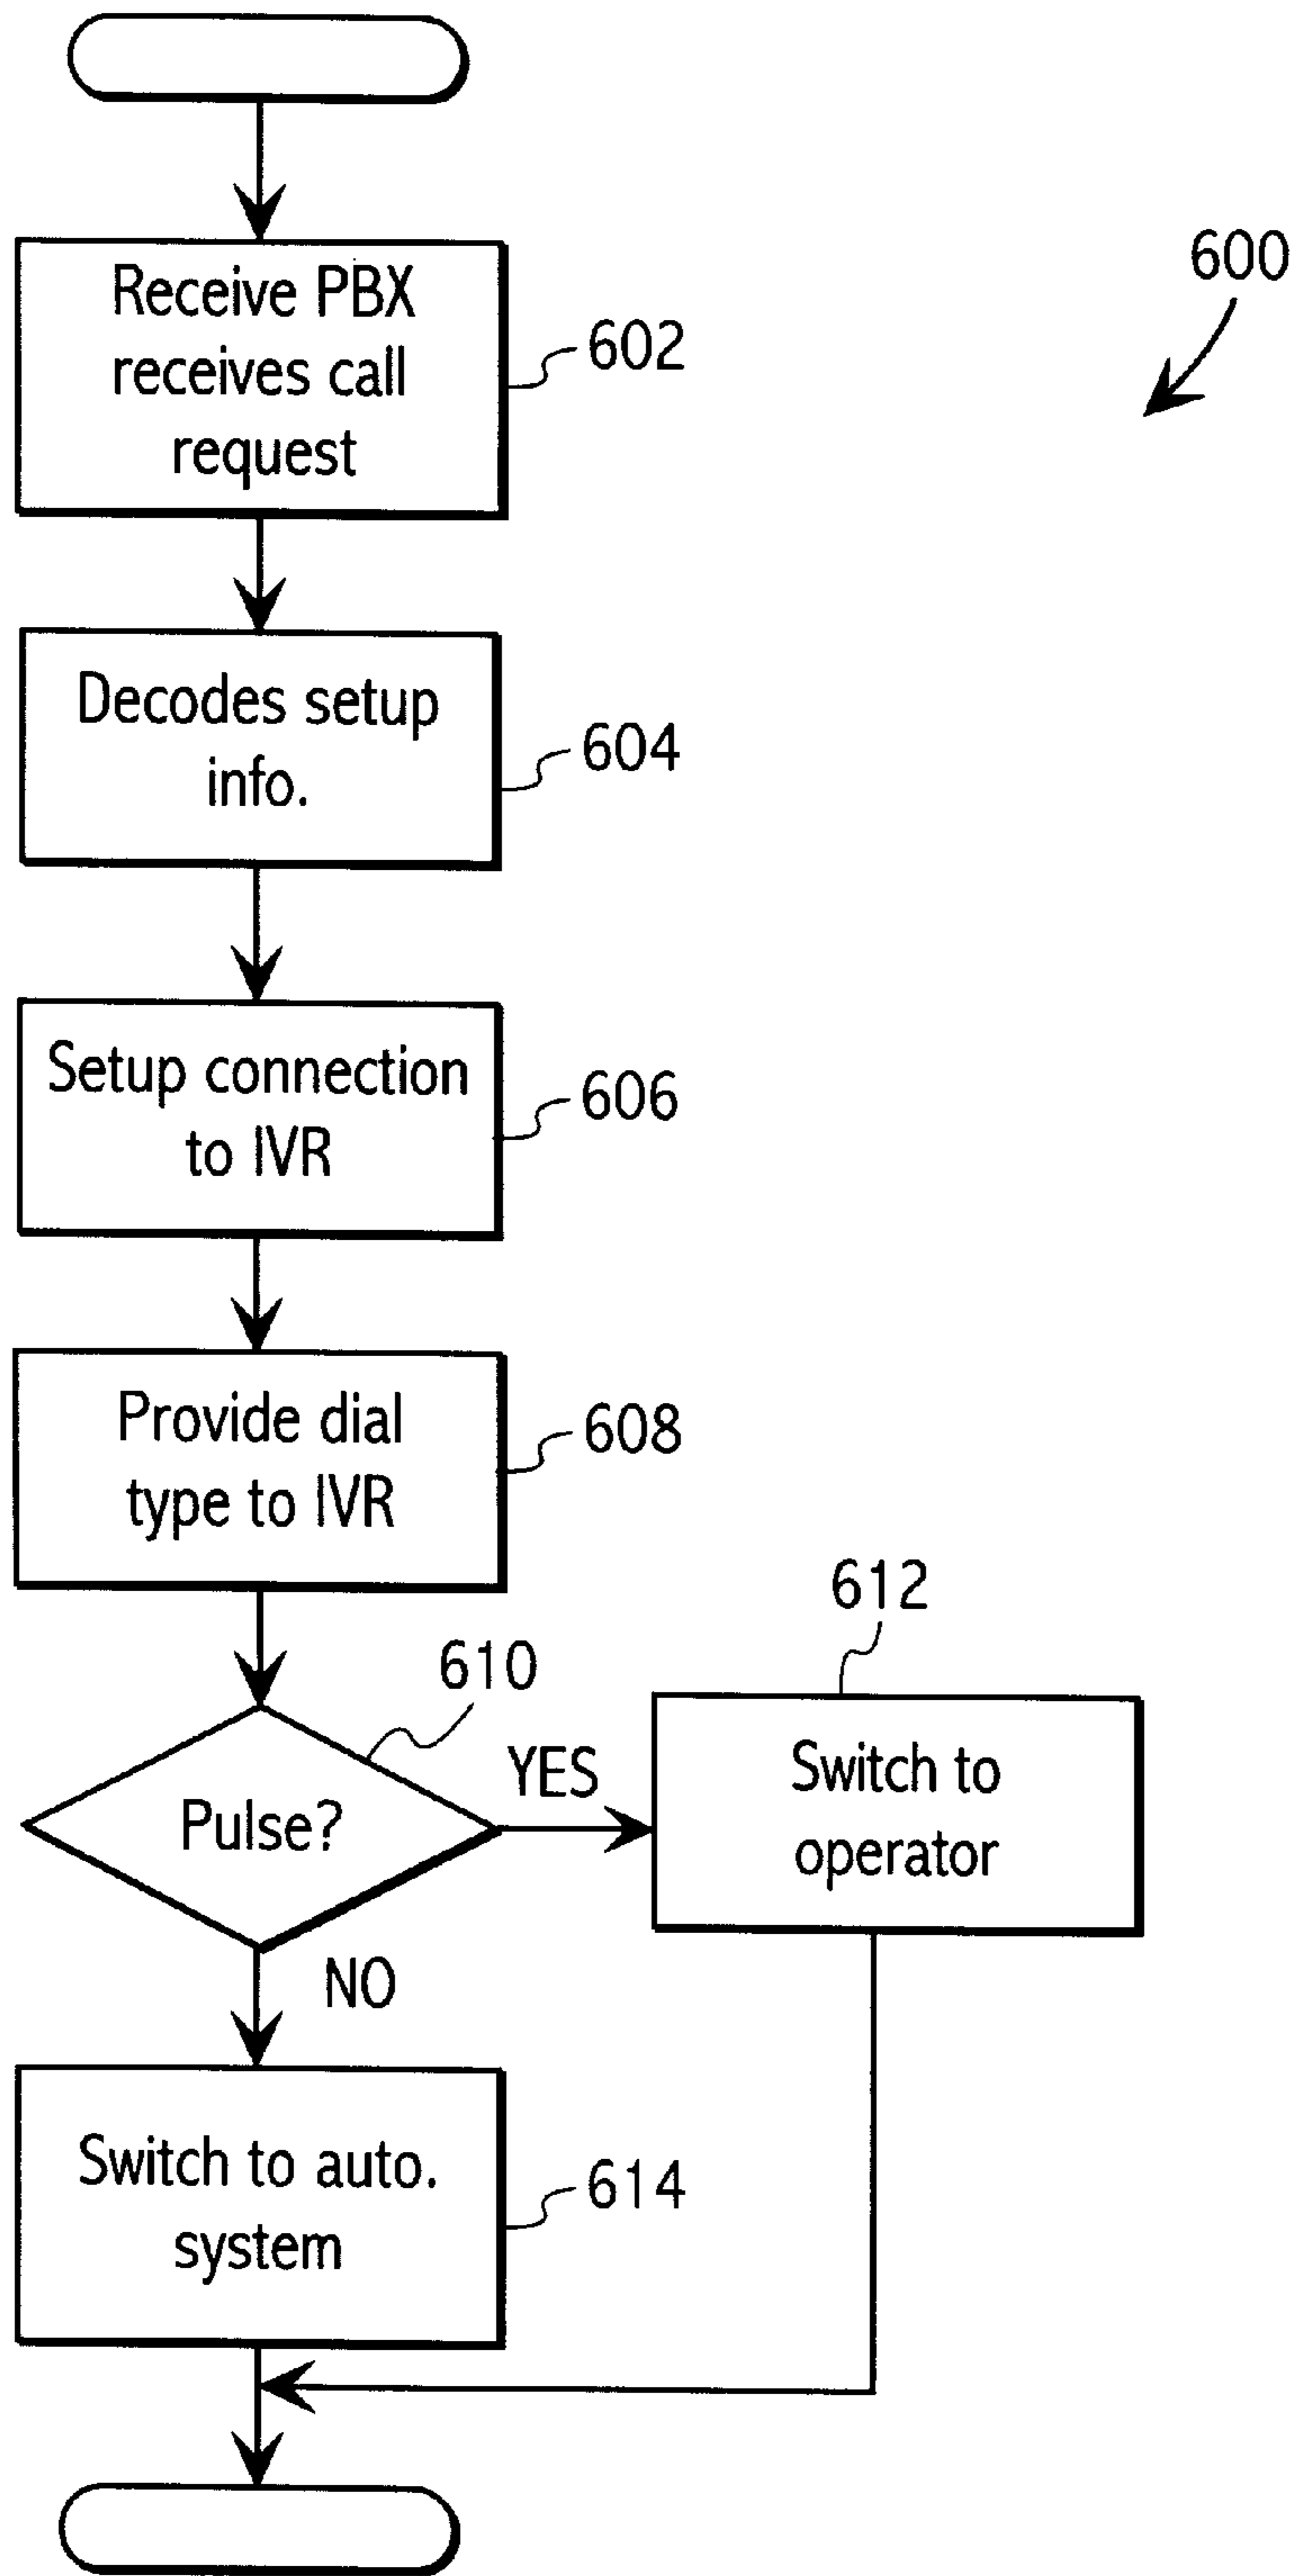 600
Receive PBX
receives call
request
602
Decodes setup
info.
604
Setup connection
to IVR
606
Provide dial
type to IVR
608
610
Pulse?
YES
612
Switch to
operator
NO
Switch to auto.
system
614